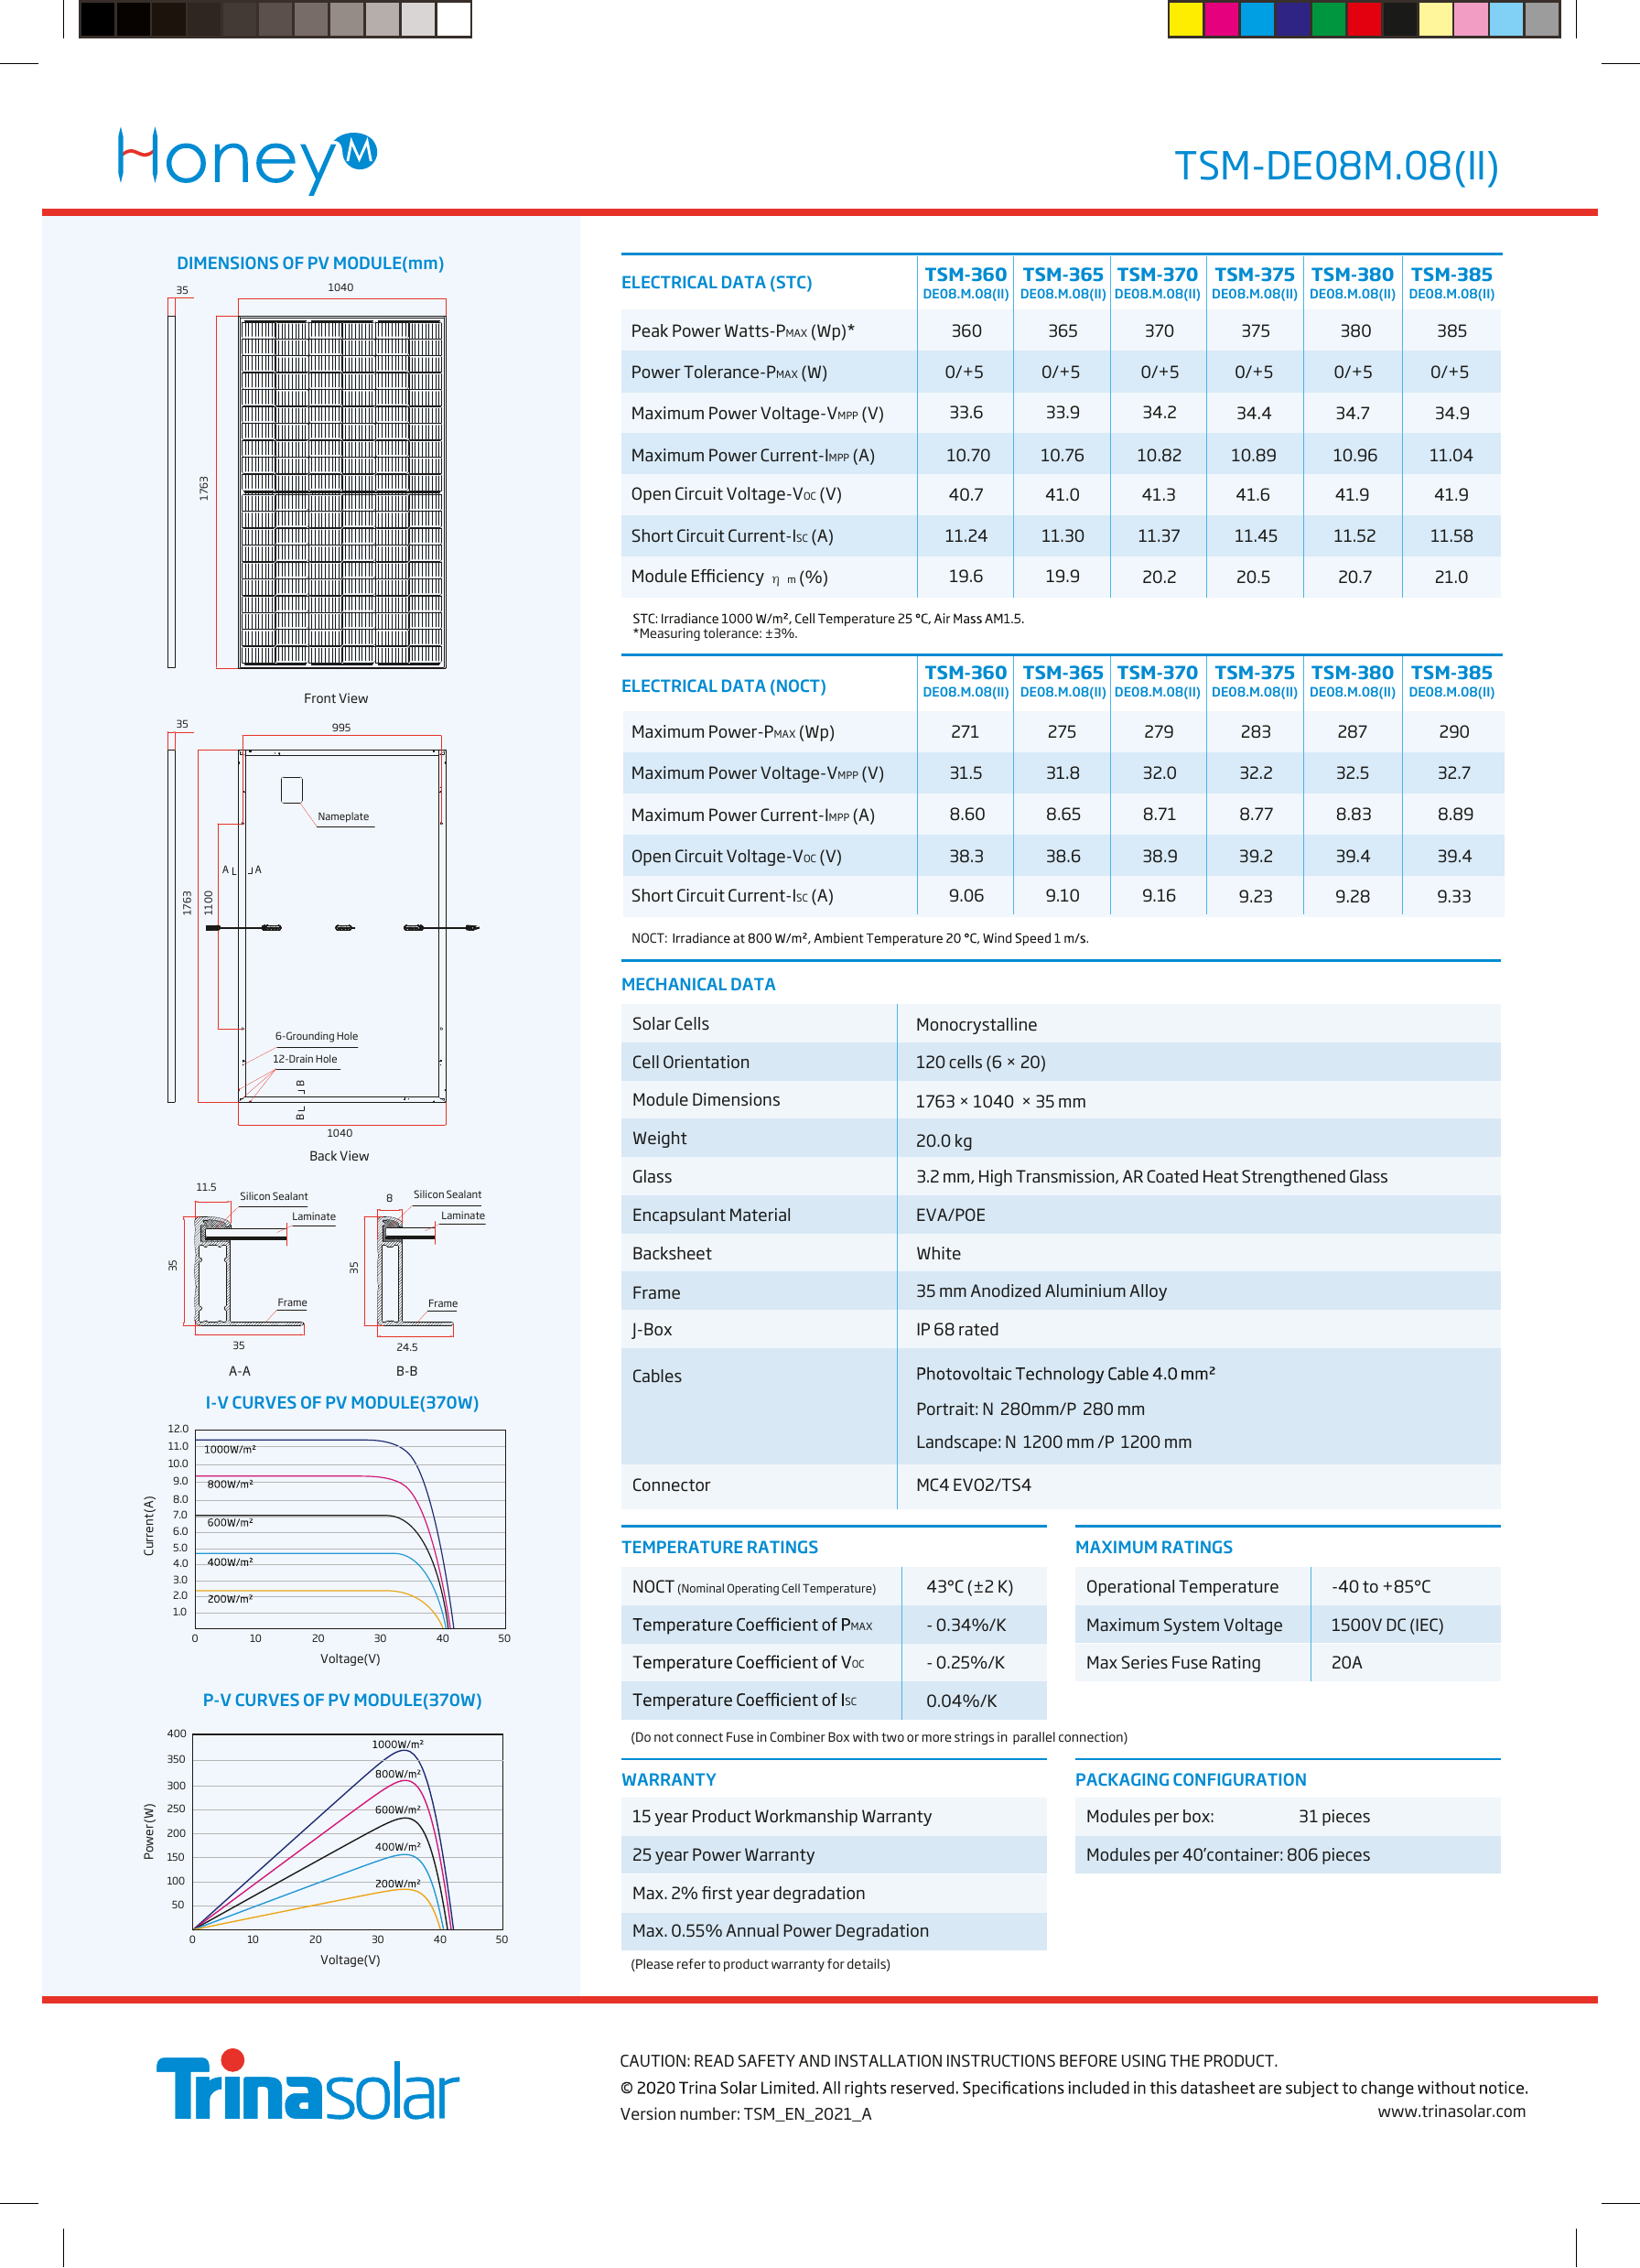 Honey M
TSM-DE08M.08(II)
DIMENSIONS OF PV MODULE(mm)
35
1040
1763
Front View
35
995
Nameplate
A A
1763
1100
6-Grounding Hole
12-Drain Hole
B
B
1040
Back View
11.5
Silicon Sealant
Laminate
35
Frame
35
A-A
8
Silicon Sealant
Laminate
35
Frame
24.5
B-B
I-V CURVES OF PV MODULE(370W)
12.0
11.0
10.0
9.0
8.0
7.0
6.0
5.0
4.0
3.0
2.0
1.0
Current(A)
1000W/m²
800W/m²
600W/m²
400W/m²
200W/m²
0 10 20 30 40 50
Voltage(V)
P-V CURVES OF PV MODULE(370W)
400
350
300
250
200
150
100
50
Power(W)
1000W/m²
800W/m²
600W/m²
400W/m²
200W/m²
0 10 20 30 40 50
Voltage(V)
ELECTRICAL DATA (STC) TSM-360 TSM-365 TSM-370 TSM-375 TSM-380 TSM-385
DE08.M.08(II) DE08.M.08(II) DE08.M.08(II) DE08.M.08(II) DE08.M.08(II) DE08.M.08(II)
Peak Power Watts-PMAX (Wp)* 360 365 370 375 380 385
Power Tolerance-PMAX (W) 0/+5 0/+5 0/+5 0/+5 0/+5 0/+5
Maximum Power Voltage-VMPP (V) 33.6 33.9 34.2 34.4 34.7 34.9
Maximum Power Current-IMPP (A) 10.70 10.76 10.82 10.89 10.96 11.04
Open Circuit Voltage-VOC (V) 40.7 41.0 41.3 41.6 41.9 41.9
Short Circuit Current-ISC (A) 11.24 11.30 11.37 11.45 11.52 11.58
Module Efficiency η m (%) 19.6 19.9 20.2 20.5 20.7 21.0
STC: Irradiance 1000 W/m², Cell Temperature 25 °C, Air Mass AM1.5.
*Measuring tolerance: ±3%.
ELECTRICAL DATA (NOCT) TSM-360 TSM-365 TSM-370 TSM-375 TSM-380 TSM-385
DE08.M.08(II) DE08.M.08(II) DE08.M.08(II) DE08.M.08(II) DE08.M.08(II) DE08.M.08(II)
Maximum Power-PMAX (Wp) 271 275 279 283 287 290
Maximum Power Voltage-VMPP (V) 31.5 31.8 32.0 32.2 32.5 32.7
Maximum Power Current-IMPP (A) 8.60 8.65 8.71 8.77 8.83 8.89
Open Circuit Voltage-VOC (V) 38.3 38.6 38.9 39.2 39.4 39.4
Short Circuit Current-ISC (A) 9.06 9.10 9.16 9.23 9.28 9.33
NOCT: Irradiance at 800 W/m², Ambient Temperature 20 °C, Wind Speed 1 m/s.
MECHANICAL DATA
Solar Cells Monocrystalline
Cell Orientation 120 cells (6 × 20)
Module Dimensions 1763 × 1040 × 35 mm
Weight 20.0 kg
Glass 3.2 mm, High Transmission, AR Coated Heat Strengthened Glass
Encapsulant Material EVA/POE
Backsheet White
Frame 35 mm Anodized Aluminium Alloy
J-Box IP 68 rated
Cables Photovoltaic Technology Cable 4.0 mm²
Portrait: N 280mm/P 280 mm
Landscape: N 1200 mm /P 1200 mm
Connector MC4 EVO2/TS4
TEMPERATURE RATINGS
NOCT (Nominal Operating Cell Temperature) 43°C (±2 K)
Temperature Coefficient of PMAX - 0.34%/K
Temperature Coefficient of VOC - 0.25%/K
Temperature Coefficient of ISC 0.04%/K
MAXIMUM RATINGS
Operational Temperature -40 to +85°C
Maximum System Voltage 1500V DC (IEC)
Max Series Fuse Rating 20A
(Do not connect Fuse in Combiner Box with two or more strings in parallel connection)
WARRANTY
15 year Product Workmanship Warranty
25 year Power Warranty
Max. 2% first year degradation
Max. 0.55% Annual Power Degradation
(Please refer to product warranty for details)
PACKAGING CONFIGURATION
Modules per box: 31 pieces
Modules per 40'container: 806 pieces
Trinasolar
CAUTION: READ SAFETY AND INSTALLATION INSTRUCTIONS BEFORE USING THE PRODUCT.
© 2020 Trina Solar Limited. All rights reserved. Specifications included in this datasheet are subject to change without notice.
Version number: TSM_EN_2021_A www.trinasolar.com